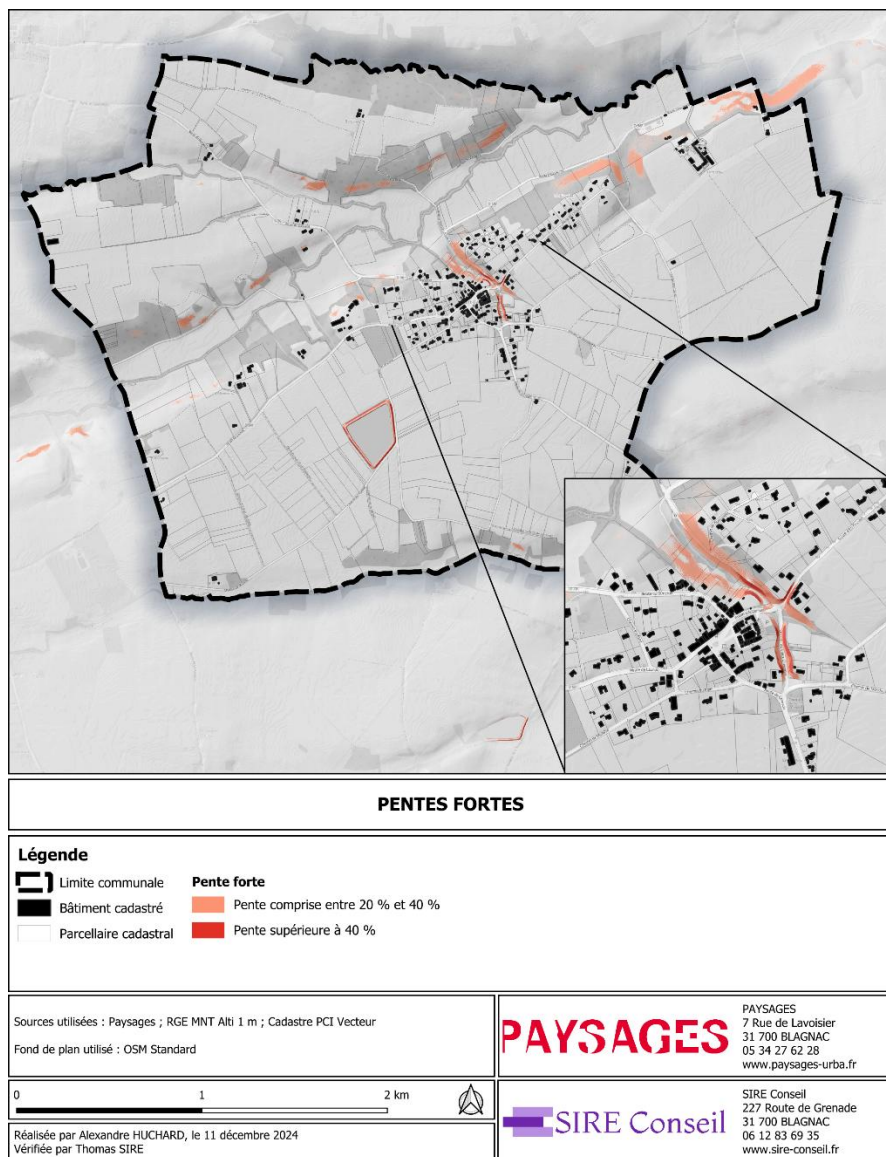 PENTES FORTES
Légende
Limite communale
Bâtiment cadastré
Parcellaire cadastral
Pente forte
Pente comprise entre 20 % et 40 %
Pente supérieure à 40 %
Sources utilisées : Paysages ; RGE MNT Alti 1 m ; Cadastre PCI Vecteur
Fond de plan utilisé : OSM Standard
0 1 2 km
Réalisée par Alexandre HUCHARD, le 11 décembre 2024
Vérifiée par Thomas SIRE
PAYSAGES
PAYSAGES
7 Rue de Lavoisier
31 700 BLAGNAC
05 34 27 62 28
www.paysages-urba.fr
SIRE Conseil
SIRE Conseil
227 Route de Grenade
31 700 BLAGNAC
06 12 83 69 35
www.sire-conseil.fr